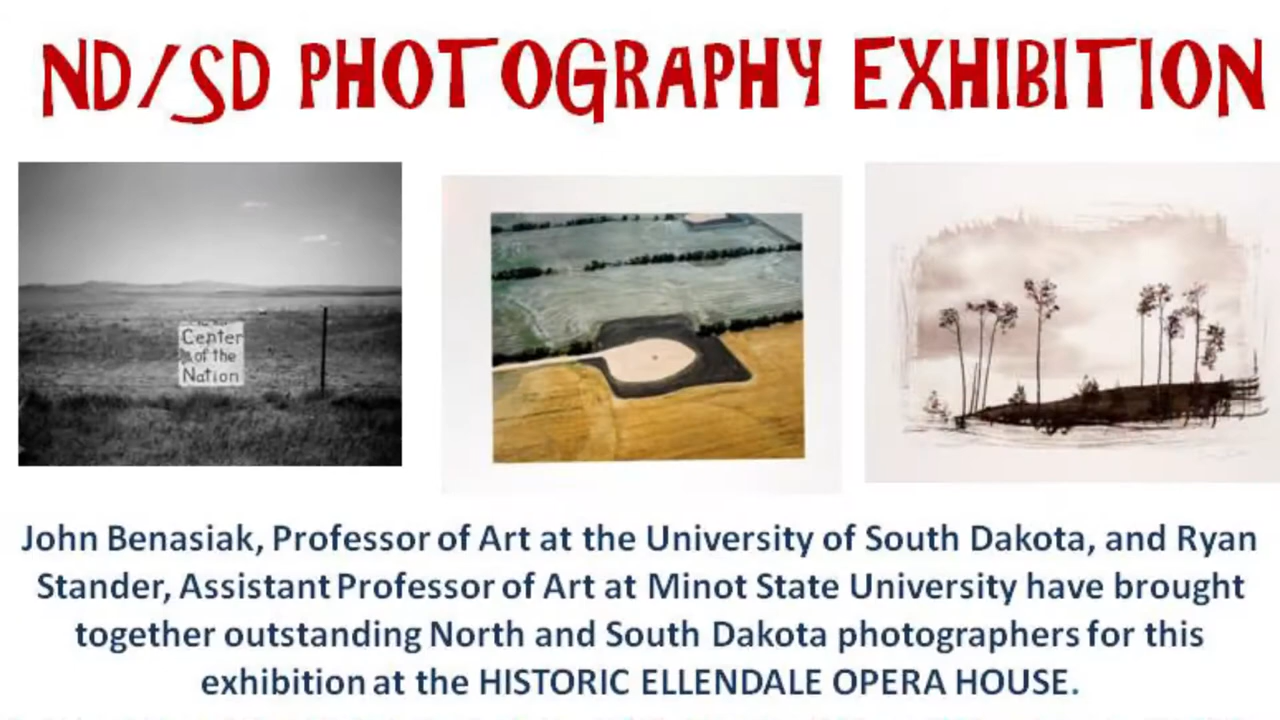 ND/SD PHOTOGRAPHY EXHIBITION
Center
of the
Nation
John Benasiak, Professor of Art at the University of South Dakota, and Ryan
Stander, Assistant Professor of Art at Minot State University have brought
together outstanding North and South Dakota photographers for this
exhibition at the HISTORIC ELLENDALE OPERA HOUSE.